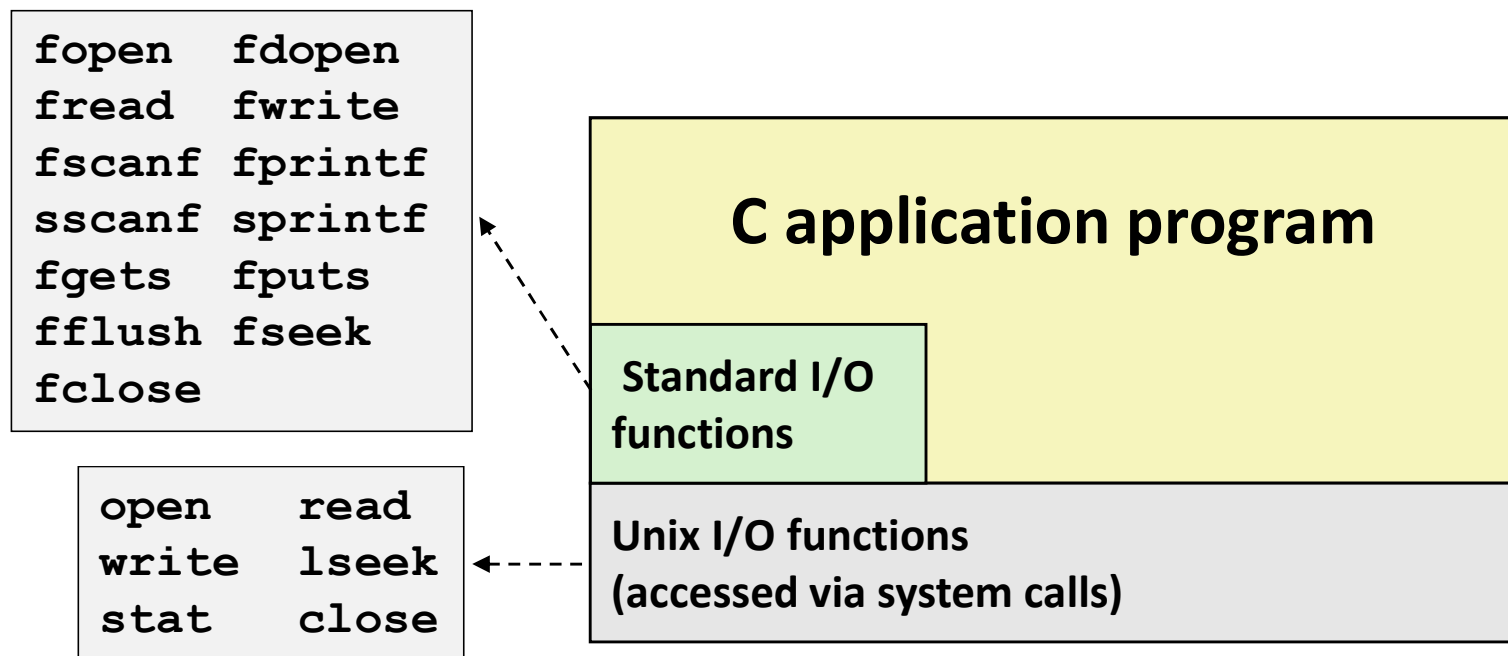 fopen fdopen
fread fwrite
fscanf fprintf
sscanf sprintf
fgets fputs
fflush fseek
fclose
C application program
Standard I/O
functions
open read
write lseek
stat close
Unix I/O functions
(accessed via system calls)